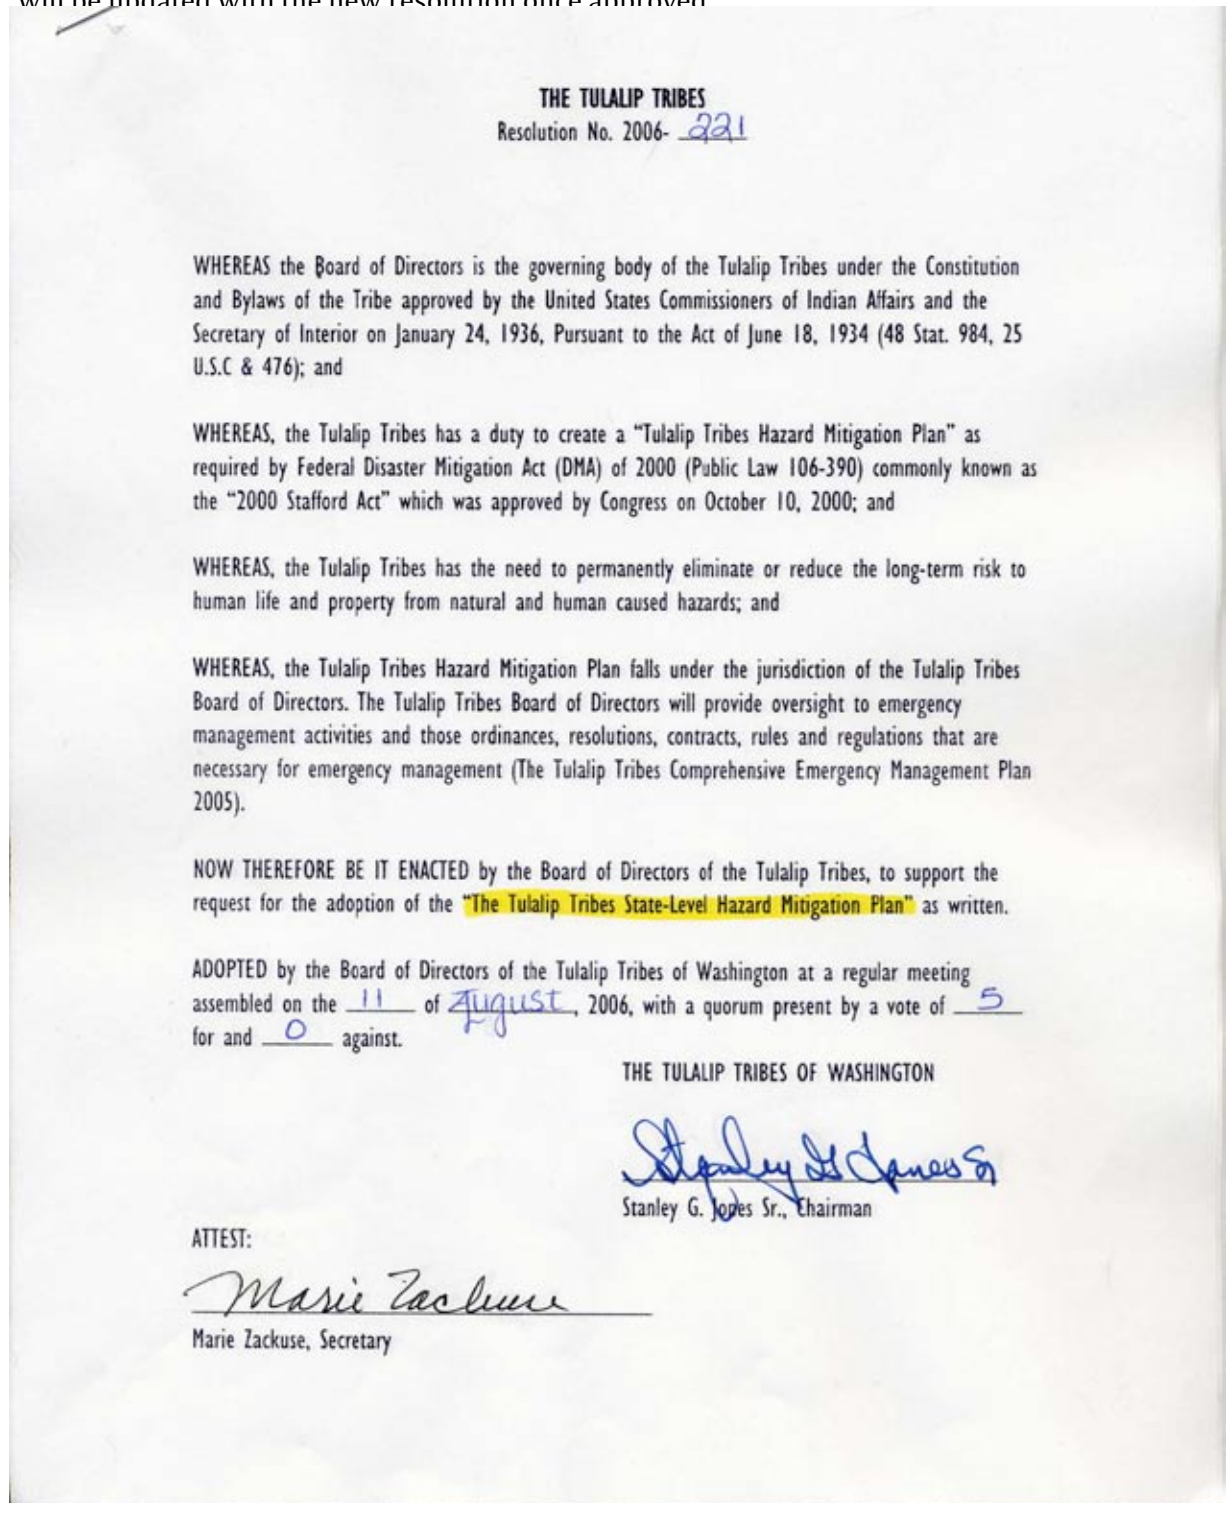 will be updated with the new resolution once approved
THE TULALIP TRIBES
Resolution No. 2006- 221
WHEREAS the Board of Directors is the governing body of the Tulalip Tribes under the Constitution
and Bylaws of the Tribe approved by the United States Commissioners of Indian Affairs and the
Secretary of Interior on January 24, 1936, Pursuant to the Act of June 18, 1934 (48 Stat. 984, 25
U.S.C & 476); and
WHEREAS, the Tulalip Tribes has a duty to create a “Tulalip Tribes Hazard Mitigation Plan” as
required by Federal Disaster Mitigation Act (DMA) of 2000 (Public Law 106-390) commonly known as
the “2000 Stafford Act” which was approved by Congress on October 10, 2000; and
WHEREAS, the Tulalip Tribes has the need to permanently eliminate or reduce the long-term risk to
human life and property from natural and human caused hazards; and
WHEREAS, the Tulalip Tribes Hazard Mitigation Plan falls under the jurisdiction of the Tulalip Tribes
Board of Directors. The Tulalip Tribes Board of Directors will provide oversight to emergency
management activities and those ordinances, resolutions, contracts, rules and regulations that are
necessary for emergency management (The Tulalip Tribes Comprehensive Emergency Management Plan
2005).
NOW THEREFORE BE IT ENACTED by the Board of Directors of the Tulalip Tribes, to support the
request for the adoption of the “The Tulalip Tribes State-Level Hazard Mitigation Plan” as written.
ADOPTED by the Board of Directors of the Tulalip Tribes of Washington at a regular meeting
assembled on the 11 of August, 2006, with a quorum present by a vote of 5
for and 0 against.
THE TULALIP TRIBES OF WASHINGTON
Stanley G Jones Sr
Stanley G. Jones Sr., Chairman
ATTEST:
Marie Zackuse
Marie Zackuse, Secretary